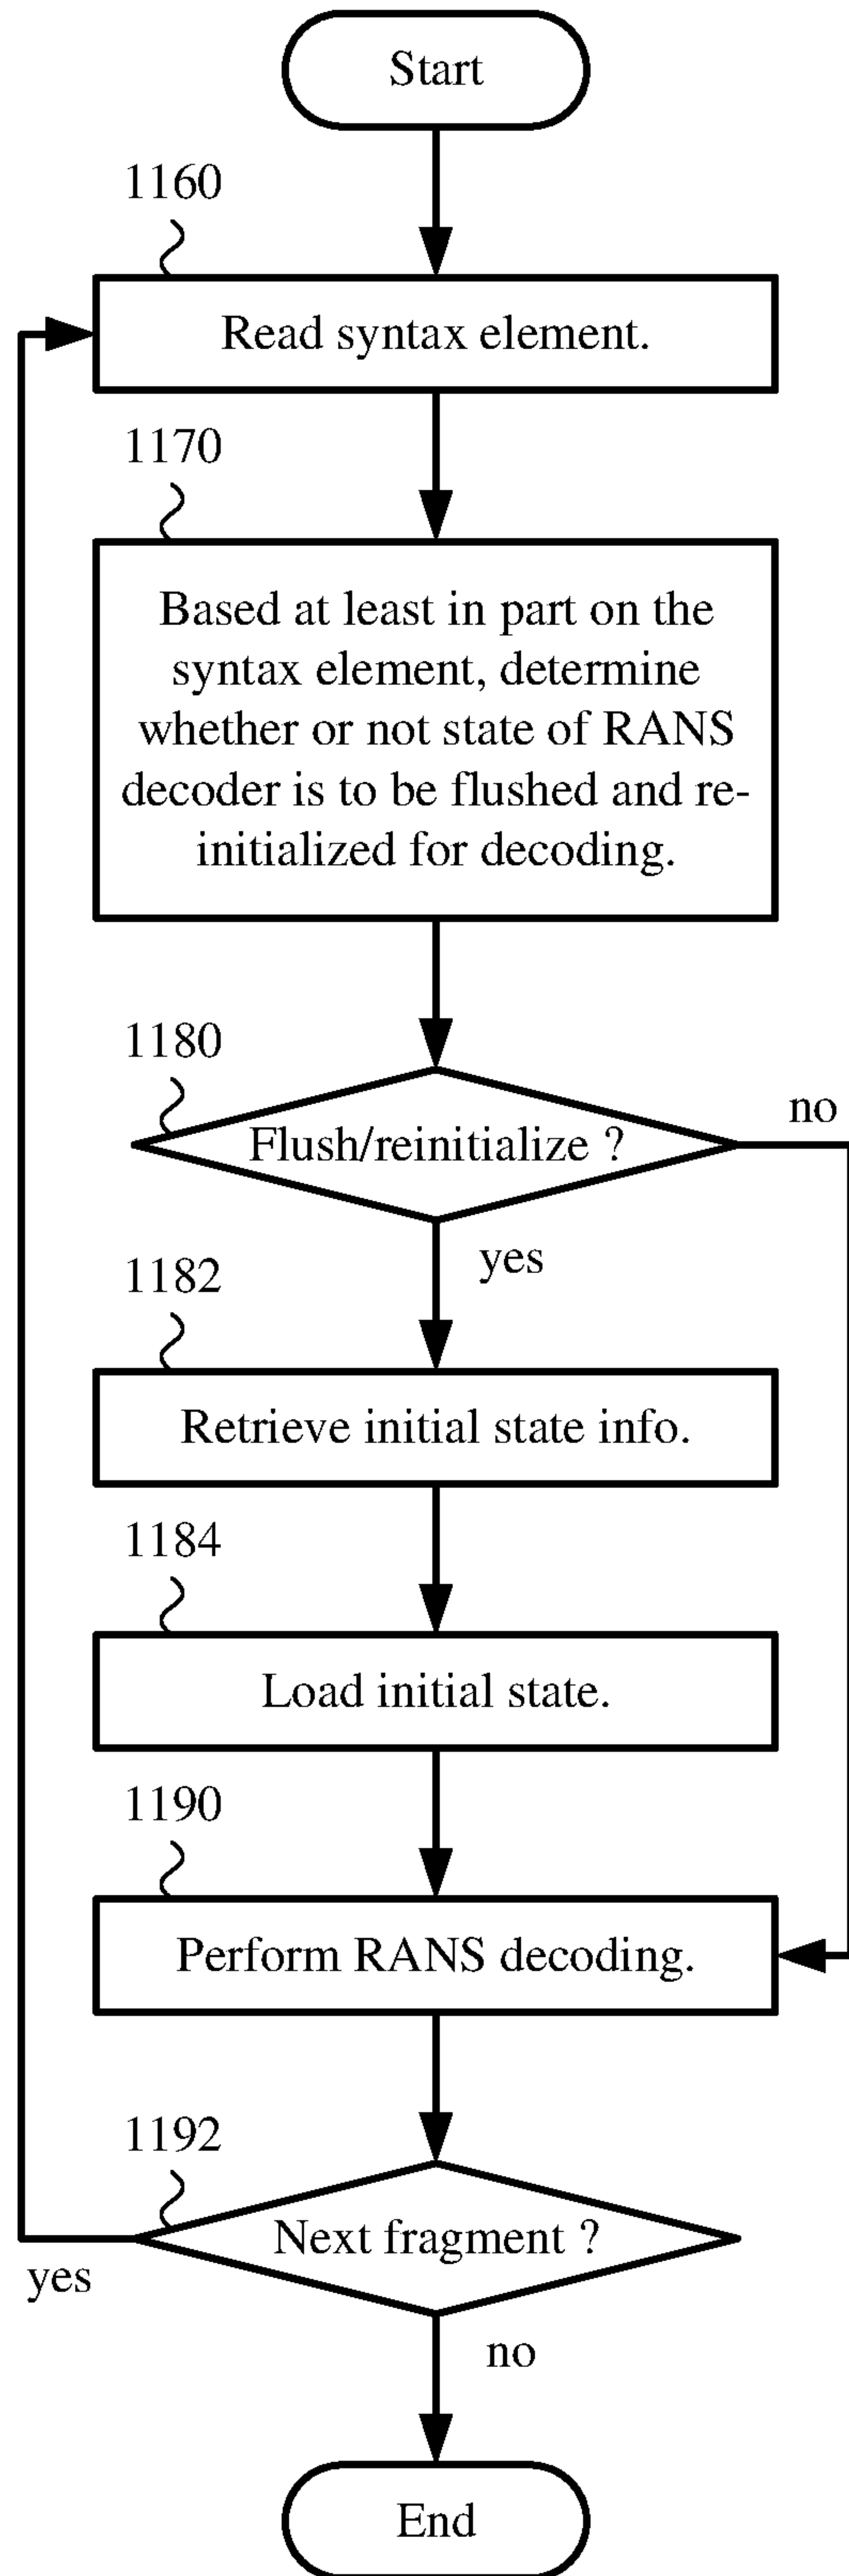 Start
1160
Read syntax element.
1170
Based at least in part on the
syntax element, determine
whether or not state of RANS
decoder is to be flushed and re-
initialized for decoding.
1180
no
Flush/reinitialize ?
yes
1182
Retrieve initial state info.
1184
Load initial state.
1190
Perform RANS decoding.
1192
Next fragment ?
yes
no
End